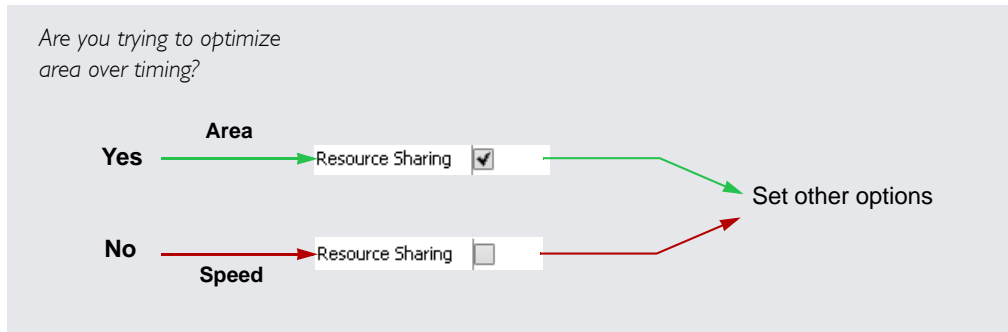 Are you trying to optimize
area over timing?
Area
Yes
Resource Sharing
Set other options
No
Resource Sharing
Speed